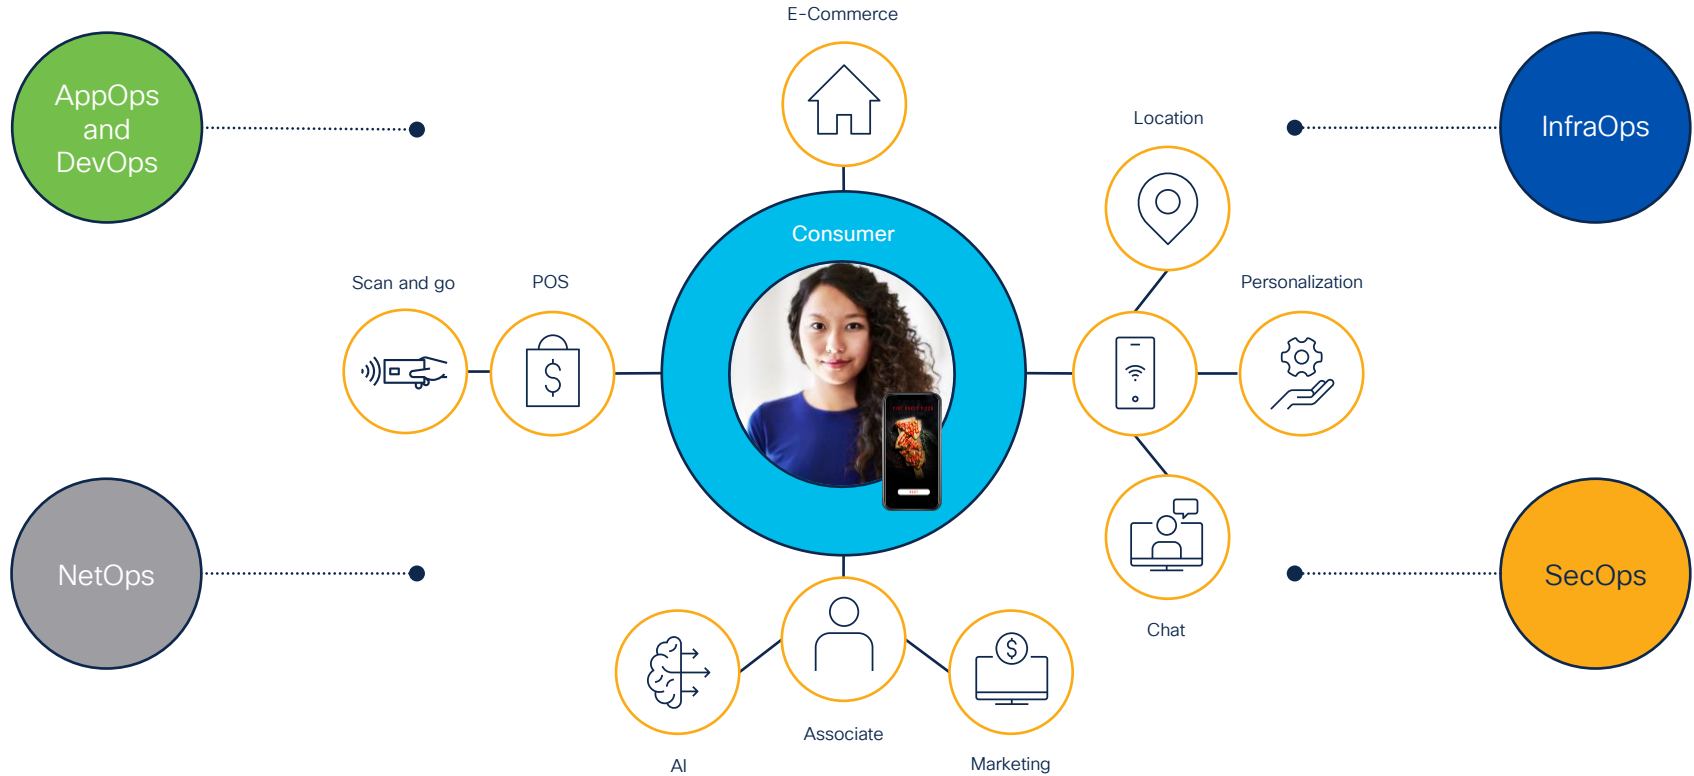 E-Commerce
AppOps
and
DevOps
InfraOps
Location
Consumer
Scan and go
POS
Personalization
$
NetOps
SecOps
Chat
$
Associate
AI
Marketing